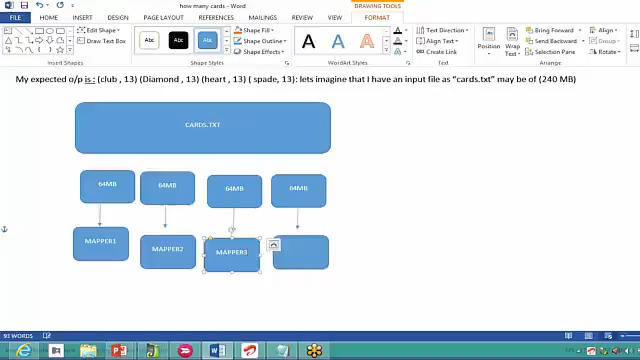 how many cards - Word
DRAWING TOOLS
FILE HOME INSERT DESIGN PAGE LAYOUT REFERENCES MAILINGS REVIEW VIEW FORMAT
Edit Shape
Draw Text Box
Abc Abc Abc
Shape Fill
Shape Outline
Shape Effects
A A A
Text Direction
Align Text
Create Link
Position Wrap
Text
Bring Forward
Send Backward
Selection Pane
Align
Group
Rotate
Insert Shapes Shape Styles WordArt Styles Text Arrange
My expected o/p is : (club , 13) (Diamond , 13) (heart , 13) ( spade, 13): lets imagine that I have an input file as “cards.txt” may be of (240 MB)
CARDS.TXT
64MB 64MB 64MB 64MB
MAPPER1 MAPPER2 MAPPER3
93 WORDS